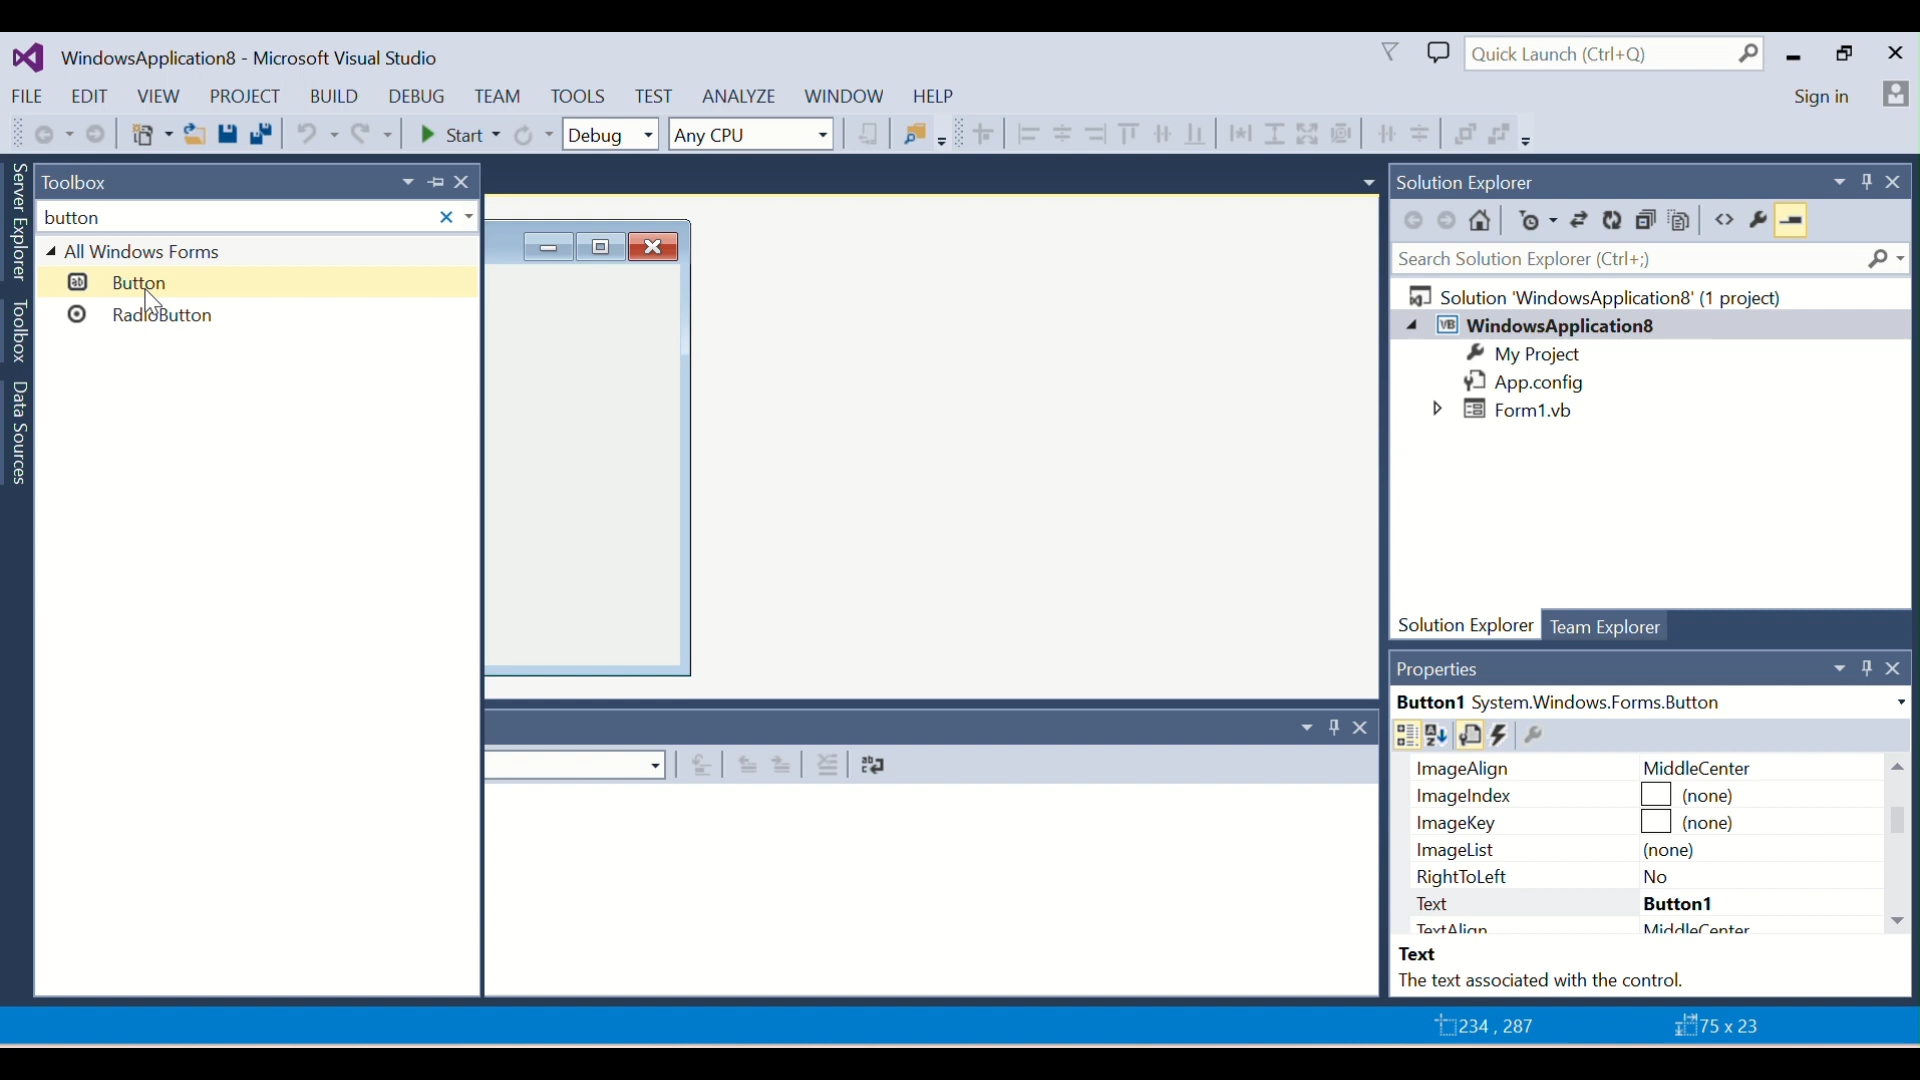 WindowsApplication8 - Microsoft Visual Studio
Quick Launch (Ctrl+Q)
FILE EDIT VIEW PROJECT BUILD DEBUG TEAM TOOLS TEST ANALYZE WINDOW HELP
Sign in
Start Debug Any CPU
Server Explorer
Toolbox
Data Sources
Toolbox
button
All Windows Forms
Button
RadioButton
Solution Explorer
Search Solution Explorer (Ctrl+;)
Solution 'WindowsApplication8' (1 project)
WindowsApplication8
My Project
App.config
Form1.vb
Solution Explorer Team Explorer
Properties
Button1 System.Windows.Forms.Button
ImageAlign MiddleCenter
ImageIndex (none)
ImageKey (none)
ImageList (none)
RightToLeft No
Text Button1
TextAlign MiddleCenter
Text
The text associated with the control.
234 , 287
75 x 23